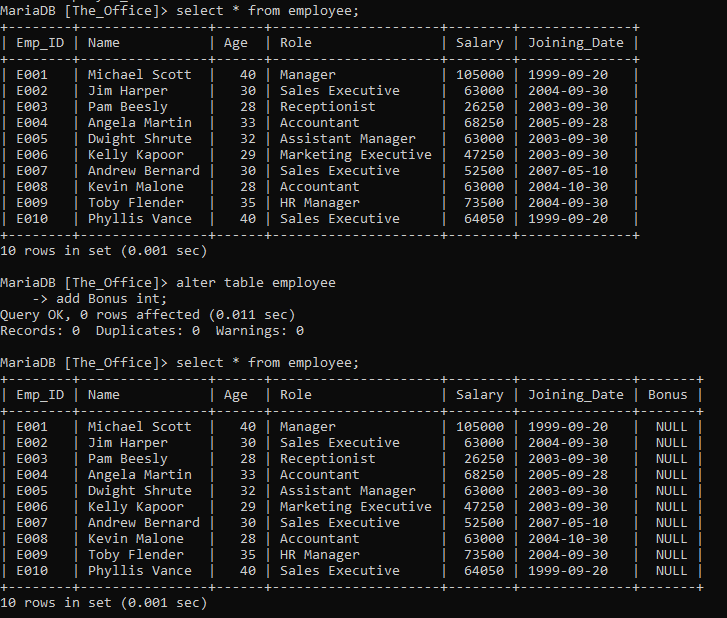 MariaDB [The_Office]> select * from employee;
+--------+----------------+------+---------------------+--------+--------------+
| Emp_ID | Name           | Age  | Role                | Salary | Joining_Date |
+--------+----------------+------+---------------------+--------+--------------+
| E001   | Michael Scott  |   40 | Manager             | 105000 | 1999-09-20   |
| E002   | Jim Harper     |   30 | Sales Executive     |  63000 | 2004-09-30   |
| E003   | Pam Beesly     |   28 | Receptionist        |  26250 | 2003-09-30   |
| E004   | Angela Martin  |   33 | Accountant          |  68250 | 2005-09-28   |
| E005   | Dwight Shrute  |   32 | Assistant Manager   |  63000 | 2003-09-30   |
| E006   | Kelly Kapoor   |   29 | Marketing Executive |  47250 | 2003-09-30   |
| E007   | Andrew Bernard |   30 | Sales Executive     |  52500 | 2007-05-10   |
| E008   | Kevin Malone   |   28 | Accountant          |  63000 | 2004-10-30   |
| E009   | Toby Flender   |   35 | HR Manager          |  73500 | 2004-09-30   |
| E010   | Phyllis Vance  |   40 | Sales Executive     |  64050 | 1999-09-20   |
+--------+----------------+------+---------------------+--------+--------------+
10 rows in set (0.001 sec)

MariaDB [The_Office]> alter table employee
    -> add Bonus int;
Query OK, 0 rows affected (0.011 sec)
Records: 0  Duplicates: 0  Warnings: 0

MariaDB [The_Office]> select * from employee;
+--------+----------------+------+---------------------+--------+--------------+-------+
| Emp_ID | Name           | Age  | Role                | Salary | Joining_Date | Bonus |
+--------+----------------+------+---------------------+--------+--------------+-------+
| E001   | Michael Scott  |   40 | Manager             | 105000 | 1999-09-20   |  NULL |
| E002   | Jim Harper     |   30 | Sales Executive     |  63000 | 2004-09-30   |  NULL |
| E003   | Pam Beesly     |   28 | Receptionist        |  26250 | 2003-09-30   |  NULL |
| E004   | Angela Martin  |   33 | Accountant          |  68250 | 2005-09-28   |  NULL |
| E005   | Dwight Shrute  |   32 | Assistant Manager   |  63000 | 2003-09-30   |  NULL |
| E006   | Kelly Kapoor   |   29 | Marketing Executive |  47250 | 2003-09-30   |  NULL |
| E007   | Andrew Bernard |   30 | Sales Executive     |  52500 | 2007-05-10   |  NULL |
| E008   | Kevin Malone   |   28 | Accountant          |  63000 | 2004-10-30   |  NULL |
| E009   | Toby Flender   |   35 | HR Manager          |  73500 | 2004-09-30   |  NULL |
| E010   | Phyllis Vance  |   40 | Sales Executive     |  64050 | 1999-09-20   |  NULL |
+--------+----------------+------+---------------------+--------+--------------+-------+
10 rows in set (0.001 sec)